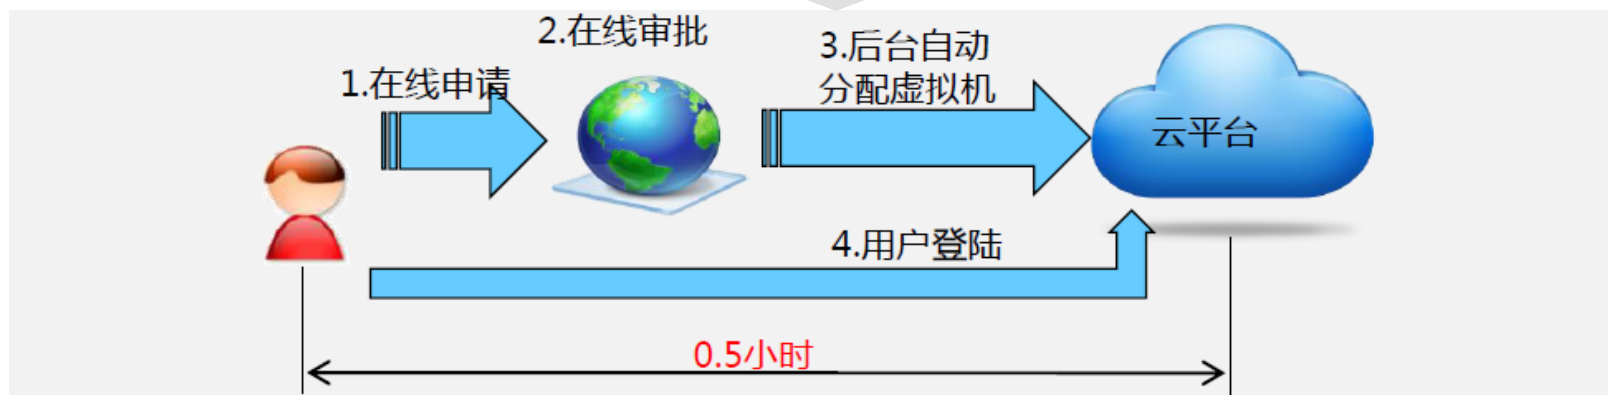 1.在线申请
2.在线审批
3.后台自动
分配虚拟机
云平台
4.用户登陆
0.5小时